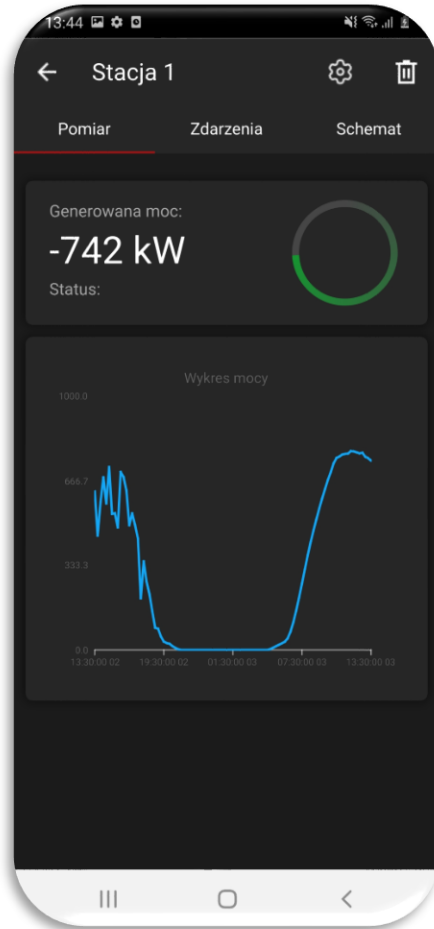 13:44
Stacja 1
Pomiar Zdarzenia Schemat
Generowana moc:
-742 kW
Status:
Wykres mocy
1000.0
666.7
333.3
0.0
13:30:00 02 19:30:00 02 01:30:00 03 07:30:00 03 13:30:00 03